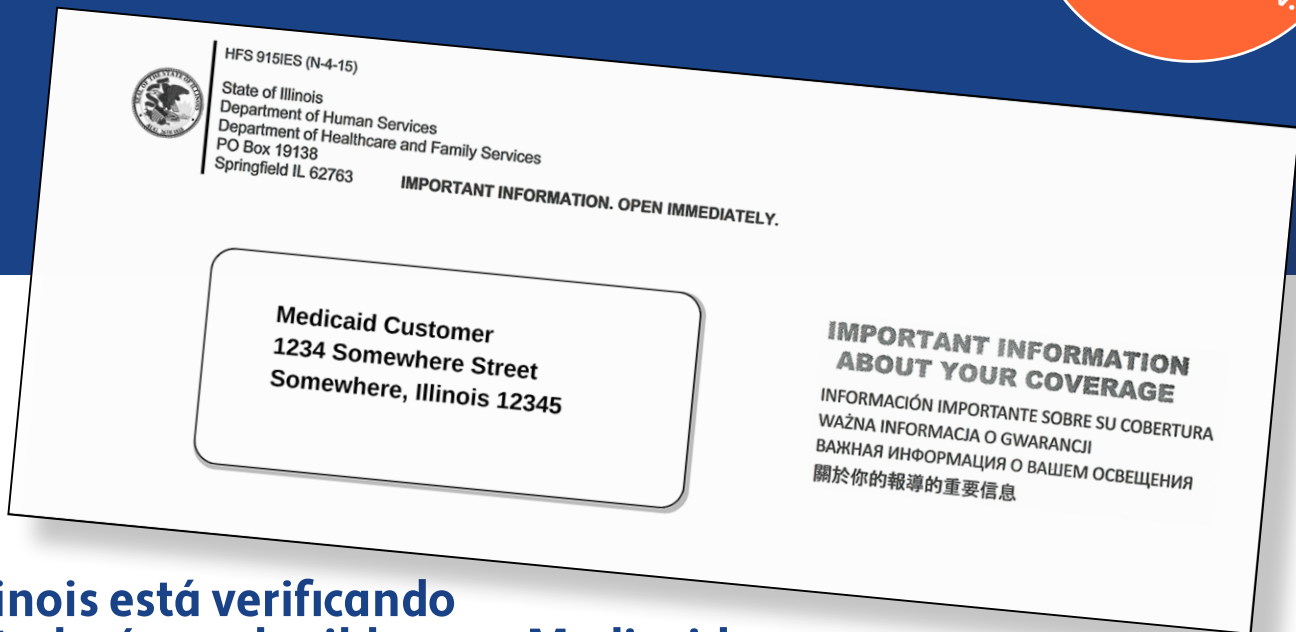 HFS 915IES (N-4-15)
State of Illinois
Department of Human Services
Department of Healthcare and Family Services
PO Box 19138
Springfield IL 62763
IMPORTANT INFORMATION. OPEN IMMEDIATELY.
Medicaid Customer
1234 Somewhere Street
Somewhere, Illinois 12345
IMPORTANT INFORMATION
ABOUT YOUR COVERAGE
INFORMACIÓN IMPORTANTE SOBRE SU COBERTURA
WAŻNA INFORMACJA O GWARANCJI
ВАЖНАЯ ИНФОРМАЦИЯ О ВАШЕМ ОСВЕЩЕНИЯ
關於你的報導的重要信息
inois está verificando